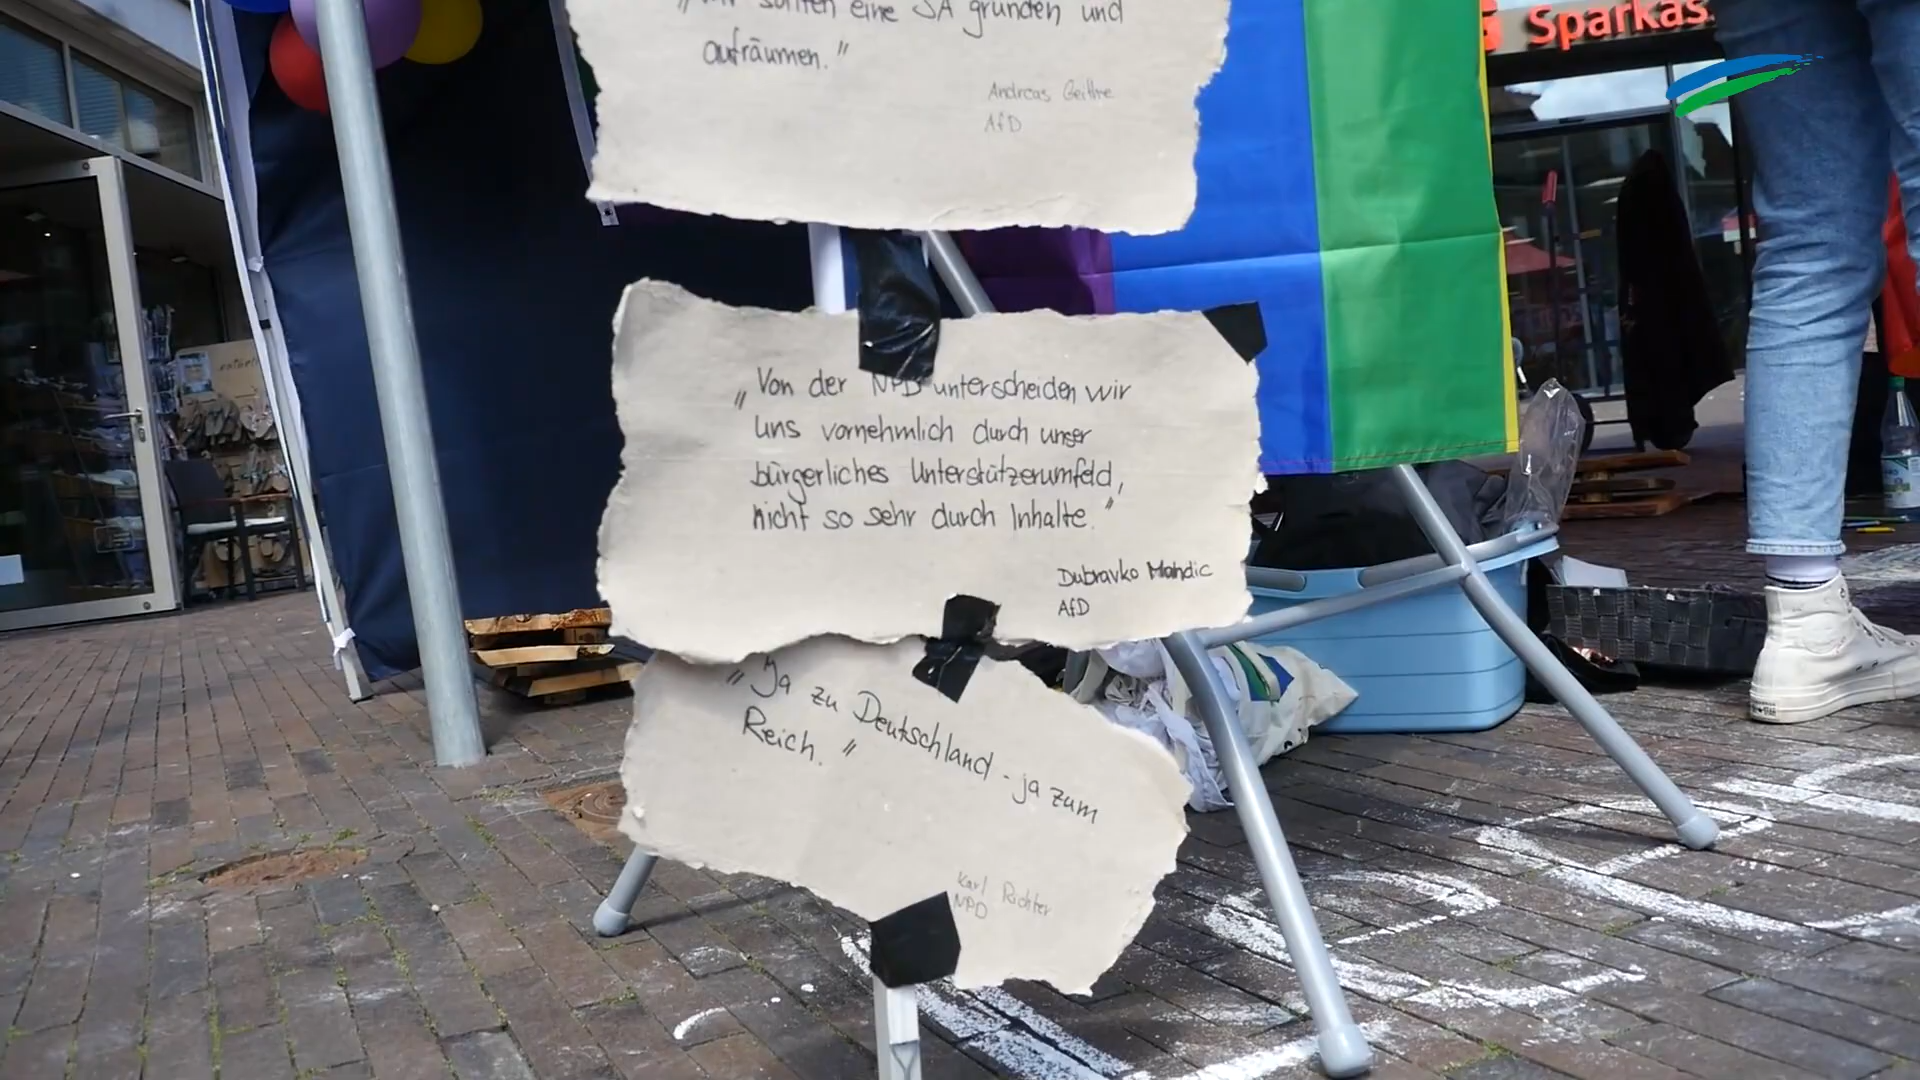 „Wir sollten eine SA gründen und
aufräumen."
Andreas Geithe
AfD
„Von der NPD unterscheiden wir
uns vornehmlich durch unser
bürgerliches Unterstützerumfeld,
nicht so sehr durch Inhalte."
Dubravko Mandic
AfD
„Ja zu Deutschland - ja zum
Reich."
Karl Richter
NPD
Sparkas